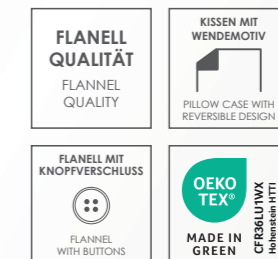 FLANELL
QUALITÄT
FLANNEL
QUALITY
KISSEN MIT
WENDEMOTIV
PILLOW CASE WITH
REVERSIBLE DESIGN
FLANELL MIT
KNOPFVERSCHLUSS
FLANNEL
WITH BUTTONS
OEKO
TEX®
MADE IN
GREEN
CFR36LU1WX
Hohenstein HTTI